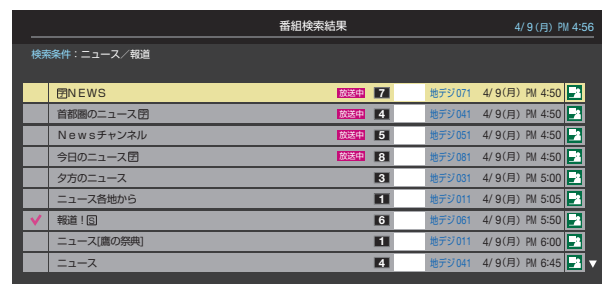 番組検索結果 4/ 9(月) PM 4:56
検索条件：ニュース／報道
🈑NEWS 放送中 7 地デジ071 4/ 9(月) PM 4:50
首都圏のニュース🈑 放送中 4 地デジ041 4/ 9(月) PM 4:50
Ｎｅｗｓチャンネル 放送中 5 地デジ051 4/ 9(月) PM 4:50
今日のニュース🈑 放送中 8 地デジ081 4/ 9(月) PM 4:50
夕方のニュース 3 地デジ031 4/ 9(月) PM 5:00
ニュース各地から 1 地デジ011 4/ 9(月) PM 5:05
報道！🅂 6 地デジ061 4/ 9(月) PM 5:50
ニュース[鷹の祭典] 1 地デジ011 4/ 9(月) PM 6:00
ニュース 4 地デジ041 4/ 9(月) PM 6:45 ▼